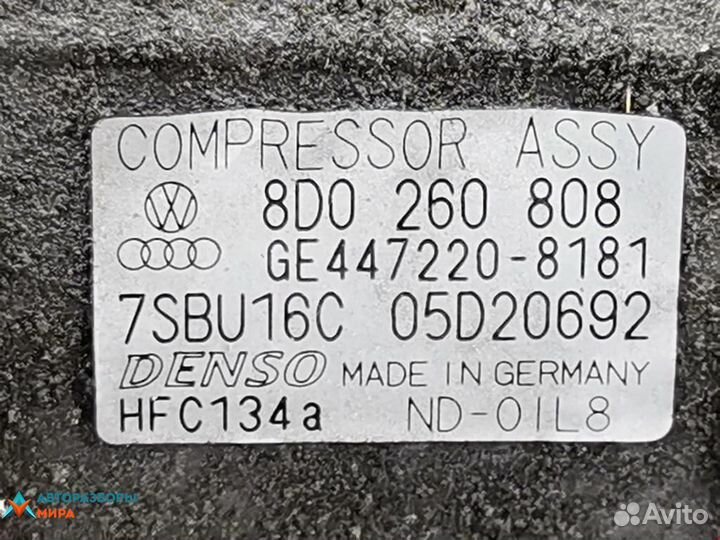 COMPRESSOR ASSY
8D0 260 808
GE447220-8181
7SBU16C 05D20692
DENSO MADE IN GERMANY
HFC134a ND-OIL8
АВТОРАЗБОРЫ
МИРА
Avito